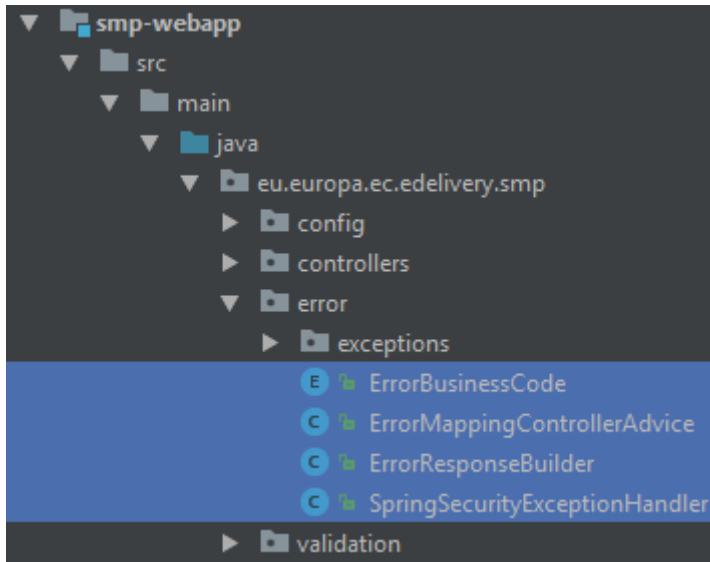 smp-webapp
src
main
java
eu.europa.ec.edelivery.smp
config
controllers
error
exceptions
E ErrorBusinessCode
C ErrorMappingControllerAdvice
C ErrorResponseBuilder
C SpringSecurityExceptionHandler
validation